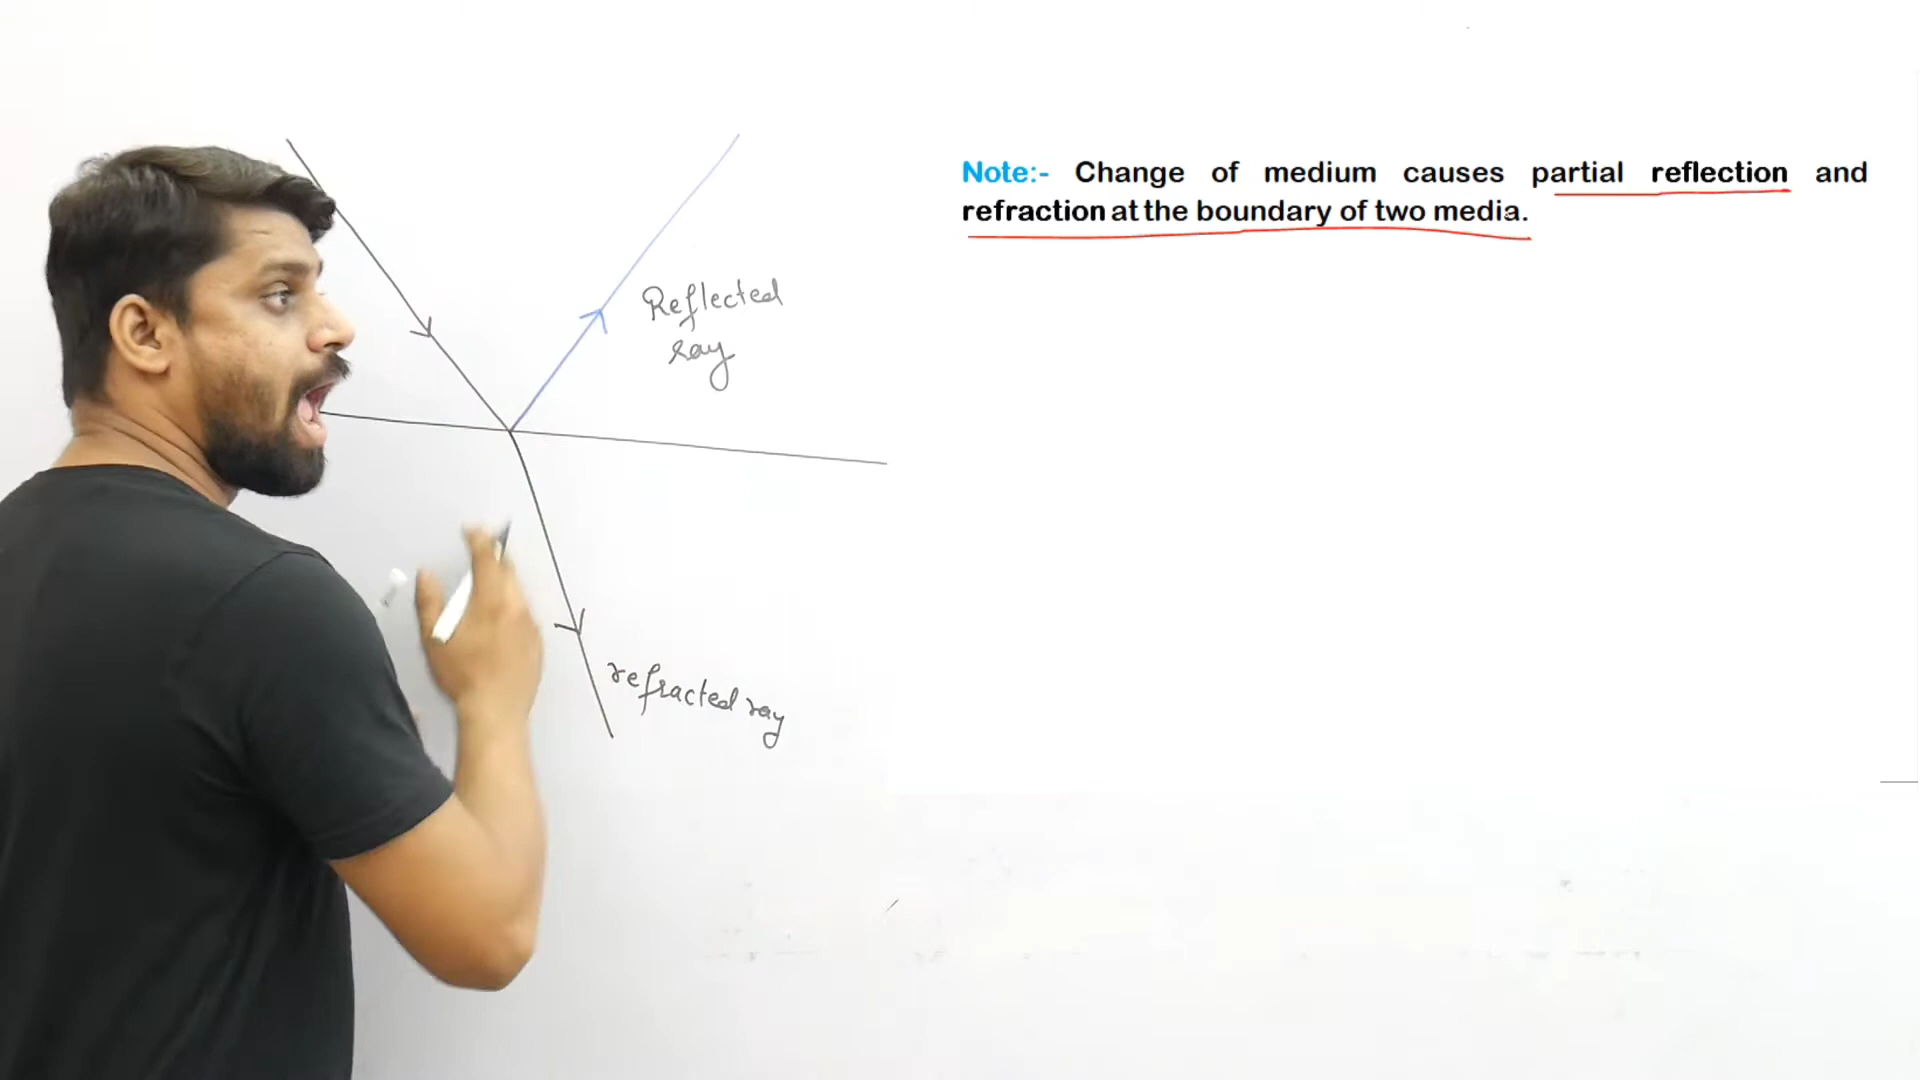 Note:- Change of medium causes partial reflection and
refraction at the boundary of two media.
Reflected
ray
refracted ray